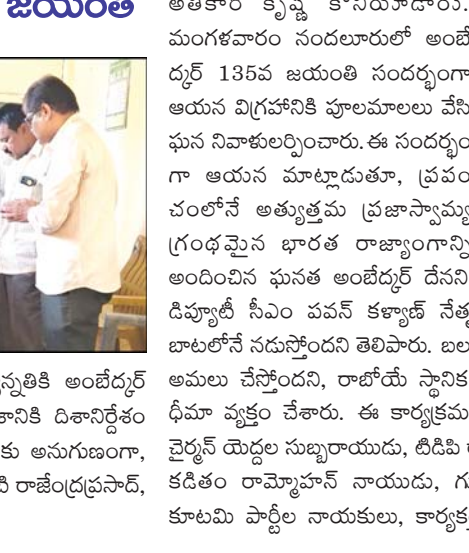 జయంతి
న్నతికి అంబేద్కర్
శానికి దిశానిర్దేశం
కు అనుగుణంగా,
రాజేంద్రప్రసాద్,
అతికారి కృష్ణ కొనియాడారు.
మంగళవారం నందలూరులో అంబే
ద్కర్ 135వ జయంతి సందర్భంగా
ఆయన విగ్రహానికి పూలమాలలు వేసి
ఘన నివాళులర్పించారు. ఈ సందర్భం
గా ఆయన మాట్లాడుతూ, ప్రపం
చంలోనే అత్యుత్తమ ప్రజాస్వామ్య
గ్రంథమైన భారత రాజ్యాంగాన్ని
అందించిన ఘనత అంబేద్కర్ దేనని
డిప్యూటీ సీఎం పవన్ కళ్యాణ్ నేతృ
బాటలోనే నడుస్తోందని తెలిపారు. బల
అమలు చేస్తోందని, రాబోయే స్థానిక
ధీమా వ్యక్తం చేశారు. ఈ కార్యక్రమ
చైర్మన్ యెద్దల సుబ్బరాయుడు, టిడిపి
కడితం రామ్మోహన్ నాయుడు, గు
కూటమి పార్టీల నాయకులు, కార్యకర్త